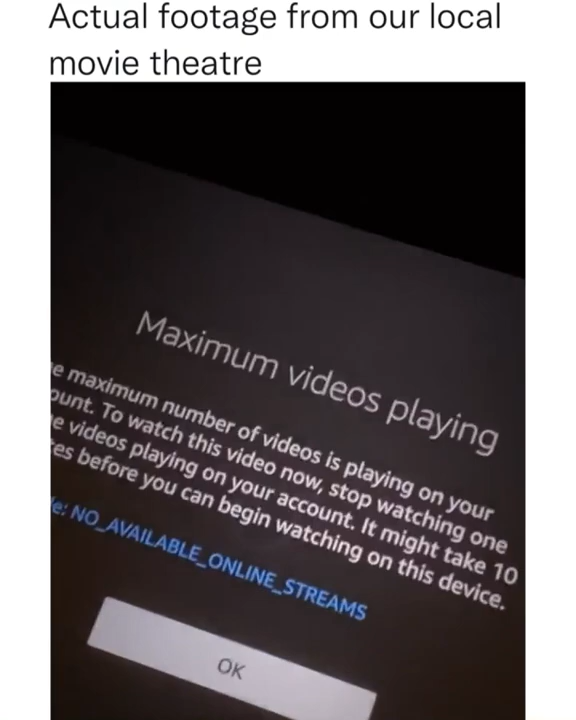 Actual footage from our local
movie theatre
Maximum videos playing
e maximum number of videos is playing on your
ount. To watch this video now, stop watching one
e videos playing on your account. It might take 10
es before you can begin watching on this device.
e: NO_AVAILABLE_ONLINE_STREAMS
OK